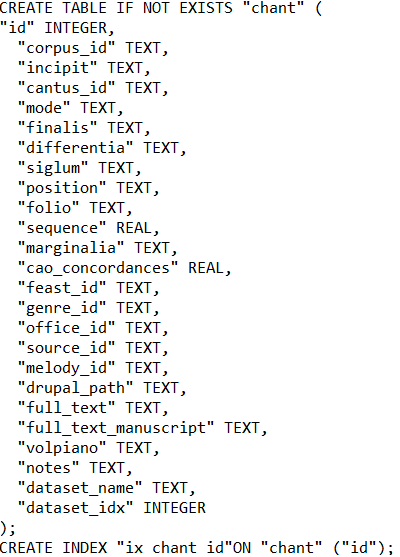 CREATE TABLE IF NOT EXISTS "chant" (
"id" INTEGER,
"corpus_id" TEXT,
"incipit" TEXT,
"cantus_id" TEXT,
"mode" TEXT,
"finalis" TEXT,
"differentia" TEXT,
"siglum" TEXT,
"position" TEXT,
"folio" TEXT,
"sequence" REAL,
"marginalia" TEXT,
"cao_concordances" REAL,
"feast_id" TEXT,
"genre_id" TEXT,
"office_id" TEXT,
"source_id" TEXT,
"melody_id" TEXT,
"drupal_path" TEXT,
"full_text" TEXT,
"full_text_manuscript" TEXT,
"volpiano" TEXT,
"notes" TEXT,
"dataset_name" TEXT,
"dataset_idx" INTEGER
);
CREATE INDEX "ix chant id"ON "chant" ("id");